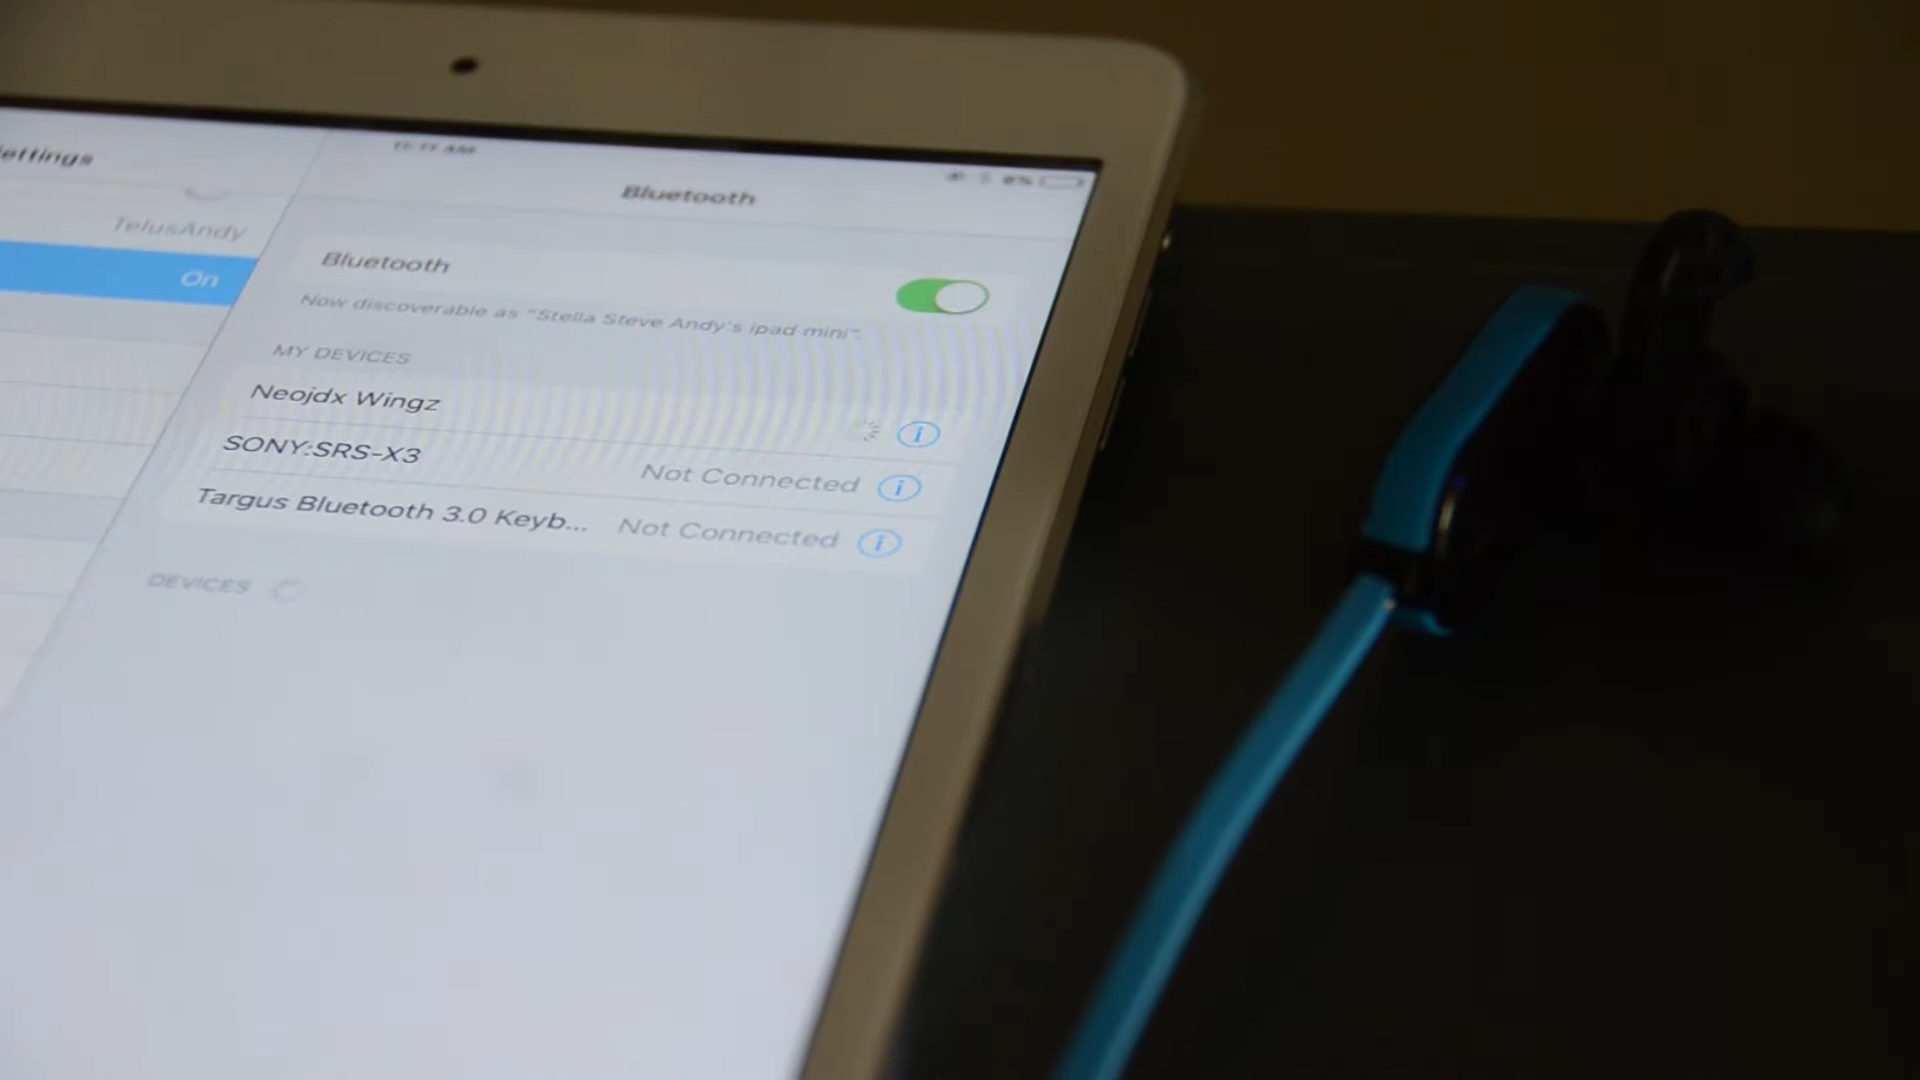 ettings
Bluetooth
TelusAndy
On
Bluetooth
Now discoverable as "Stella Steve Andy's ipad mini".
MY DEVICES
Neojdx Wingz
SONY:SRS-X3 Not Connected
Targus Bluetooth 3.0 Keyb... Not Connected
DEVICES